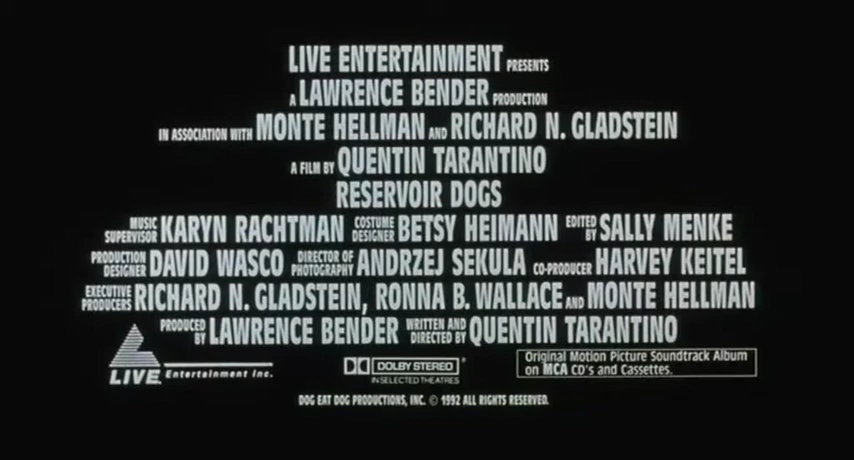 LIVE ENTERTAINMENT PRESENTS
A LAWRENCE BENDER PRODUCTION
IN ASSOCIATION WITH MONTE HELLMAN AND RICHARD N. GLADSTEIN
A FILM BY QUENTIN TARANTINO
RESERVOIR DOGS
MUSIC SUPERVISOR KARYN RACHTMAN COSTUME DESIGNER BETSY HEIMANN EDITED BY SALLY MENKE
PRODUCTION DESIGNER DAVID WASCO DIRECTOR OF PHOTOGRAPHY ANDRZEJ SEKULA CO-PRODUCER HARVEY KEITEL
EXECUTIVE PRODUCERS RICHARD N. GLADSTEIN, RONNA B. WALLACE AND MONTE HELLMAN
PRODUCED BY LAWRENCE BENDER WRITTEN AND DIRECTED BY QUENTIN TARANTINO
LIVE Entertainment Inc.
DOLBY STEREO
IN SELECTED THEATRES
Original Motion Picture Soundtrack Album
on MCA CD's and Cassettes.
DOG EAT DOG PRODUCTIONS, INC. © 1992 ALL RIGHTS RESERVED.